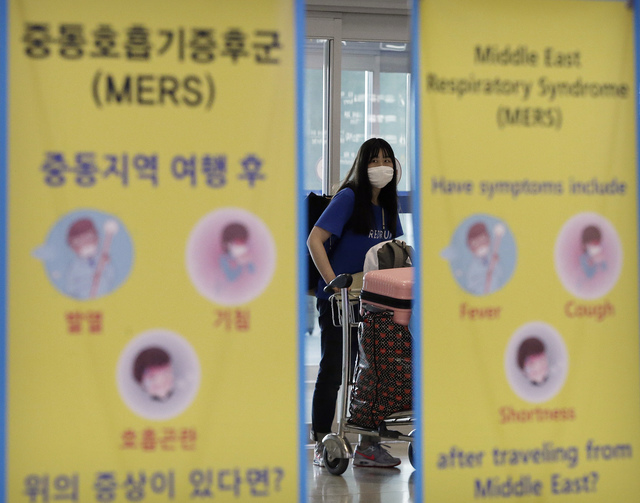 중동호흡기증후군
(MERS)
중동지역 여행 후
발열
기침
호흡곤란
위의 증상이 있다면?
Middle East
Respiratory Syndrome
(MERS)
Have symptoms include
Fever
Cough
Shortness
after traveling from
Middle East?